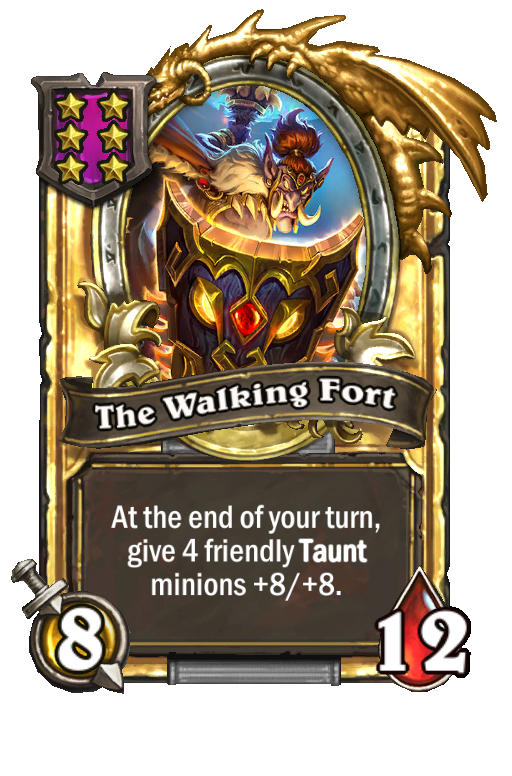 The Walking Fort
At the end of your turn,
give 4 friendly Taunt
minions +8/+8.
8
12